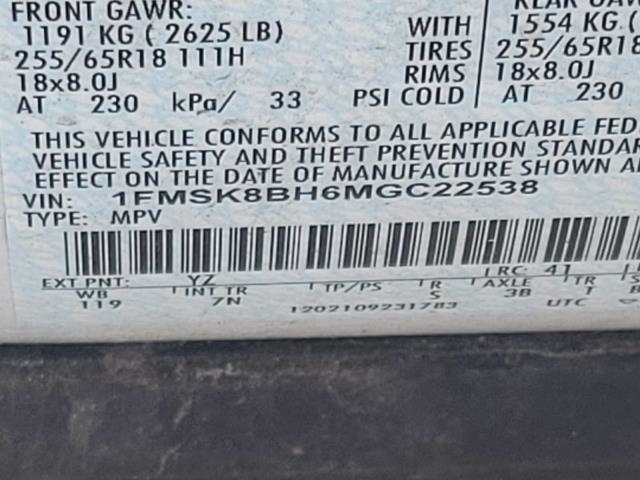 FRONT GAWR:
1191 KG ( 2625 LB) WITH 1554 KG (
255/65R18 111H TIRES 255/65R18
18x8.0J RIMS 18x8.0J
AT 230 kPa/ 33 PSI COLD AT 230
THIS VEHICLE CONFORMS TO ALL APPLICABLE FED
VEHICLE SAFETY AND THEFT PREVENTION STANDAR
EFFECT ON THE DATE OF MANUFACTURE SHOWN A
VIN: 1FMSK8BH6MGC22538
TYPE: MPV
EXT PNT: YZ RC: 41
WB INT TR TP/PS R AXLE TR S
119 7N S 3B T B
1202109231783 UTC